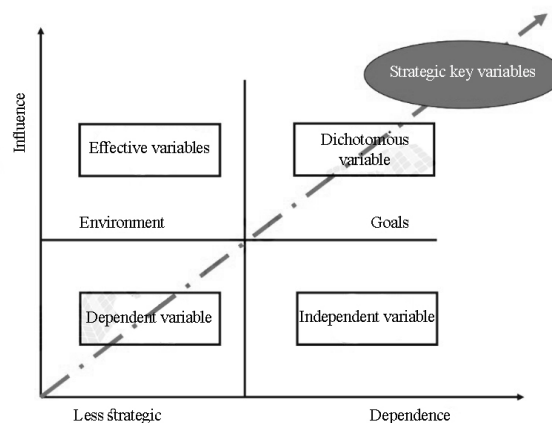 Strategic key variables
Influence
Effective variables
Dichotomous
variable
Environment
Goals
Dependent variable
Independent variable
Less strategic
Dependence